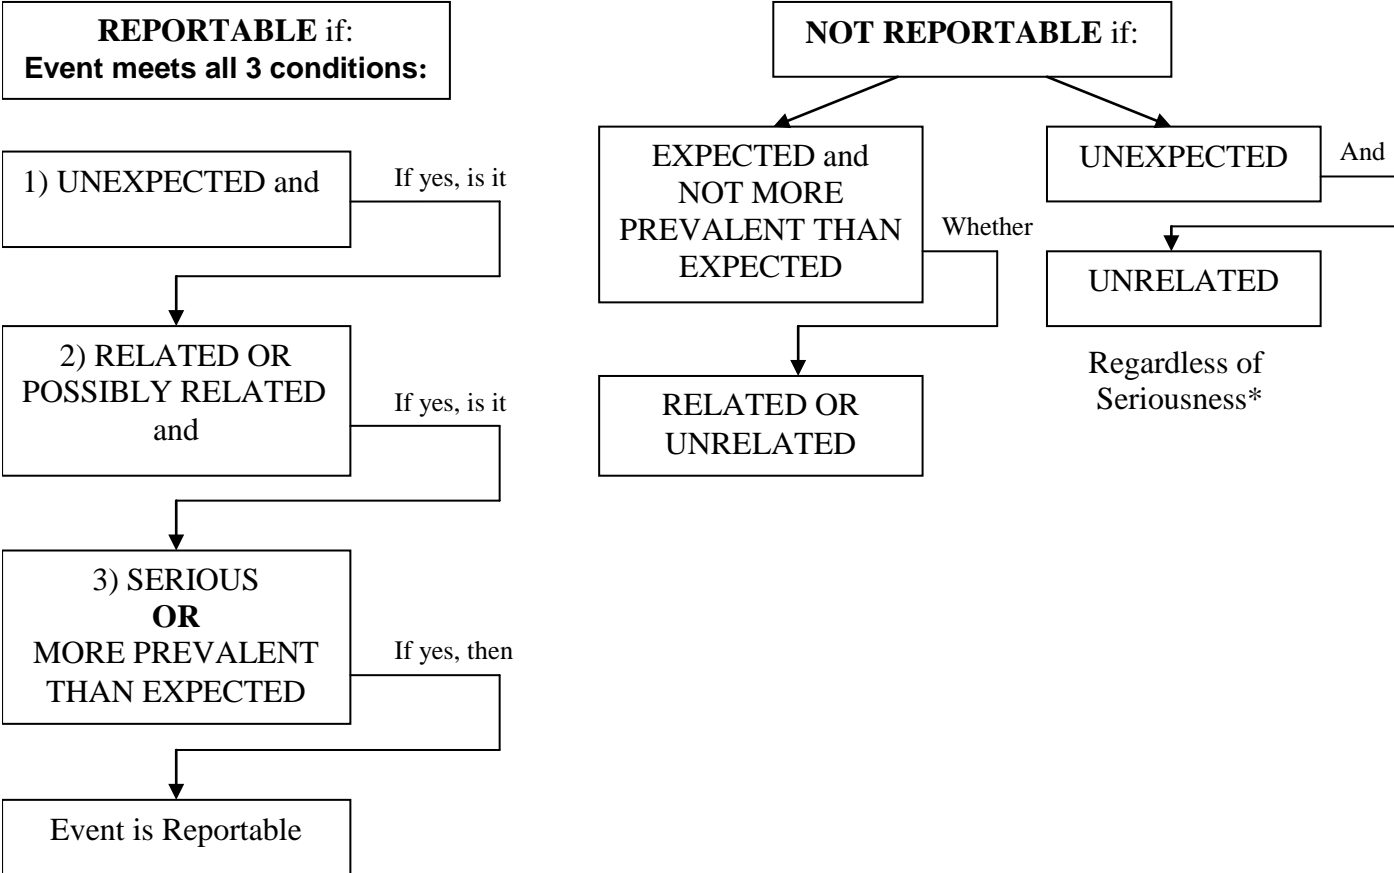 REPORTABLE if:
Event meets all 3 conditions:
1) UNEXPECTED and
If yes, is it
2) RELATED OR
POSSIBLY RELATED
and
If yes, is it
3) SERIOUS
OR
MORE PREVALENT
THAN EXPECTED
If yes, then
Event is Reportable
NOT REPORTABLE if:
EXPECTED and
NOT MORE
PREVALENT THAN
EXPECTED
Whether
RELATED OR
UNRELATED
UNEXPECTED
And
UNRELATED
Regardless of
Seriousness*